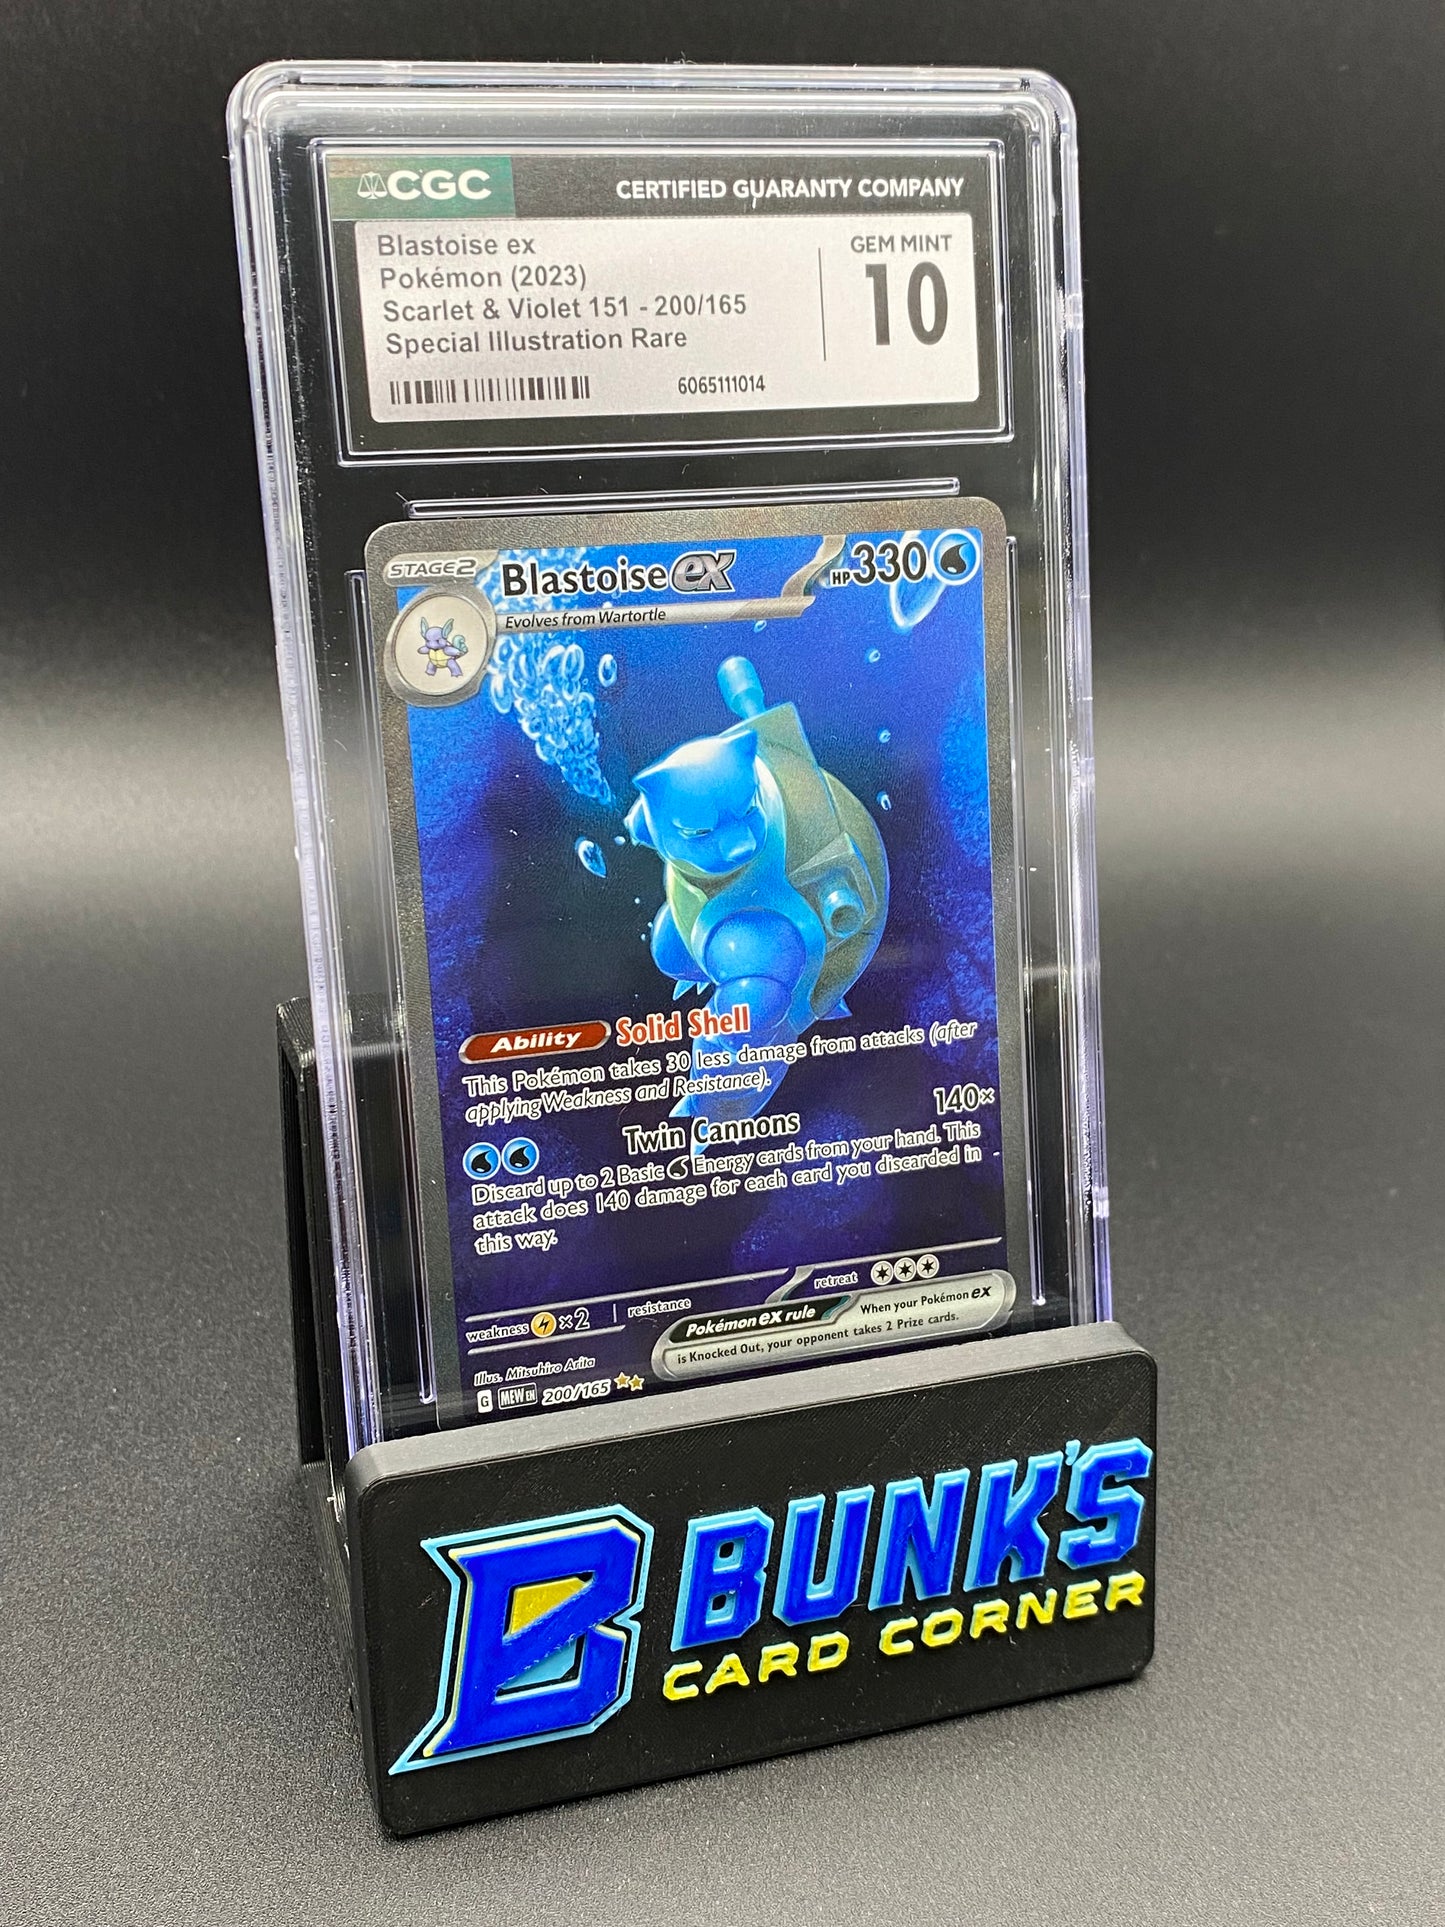 CGC
CERTIFIED GUARANTY COMPANY
Blastoise ex
Pokémon (2023)
Scarlet & Violet 151 - 200/165
Special Illustration Rare
GEM MINT
10
6065111014
STAGE2
Blastoise ex
HP330
Evolves from Wartortle
Ability Solid Shell
This Pokémon takes 30 less damage from attacks (after
applying Weakness and Resistance).
Twin Cannons 140×
Discard up to 2 Basic Energy cards from your hand. This
attack does 140 damage for each card you discarded in
this way.
weakness ×2
resistance
retreat
Pokémon ex rule
When your Pokémon ex
is Knocked Out, your opponent takes 2 Prize cards.
Illus. Mitsuhiro Arita
G MEW EN 200/165
B
BUNK'S
CARD CORNER